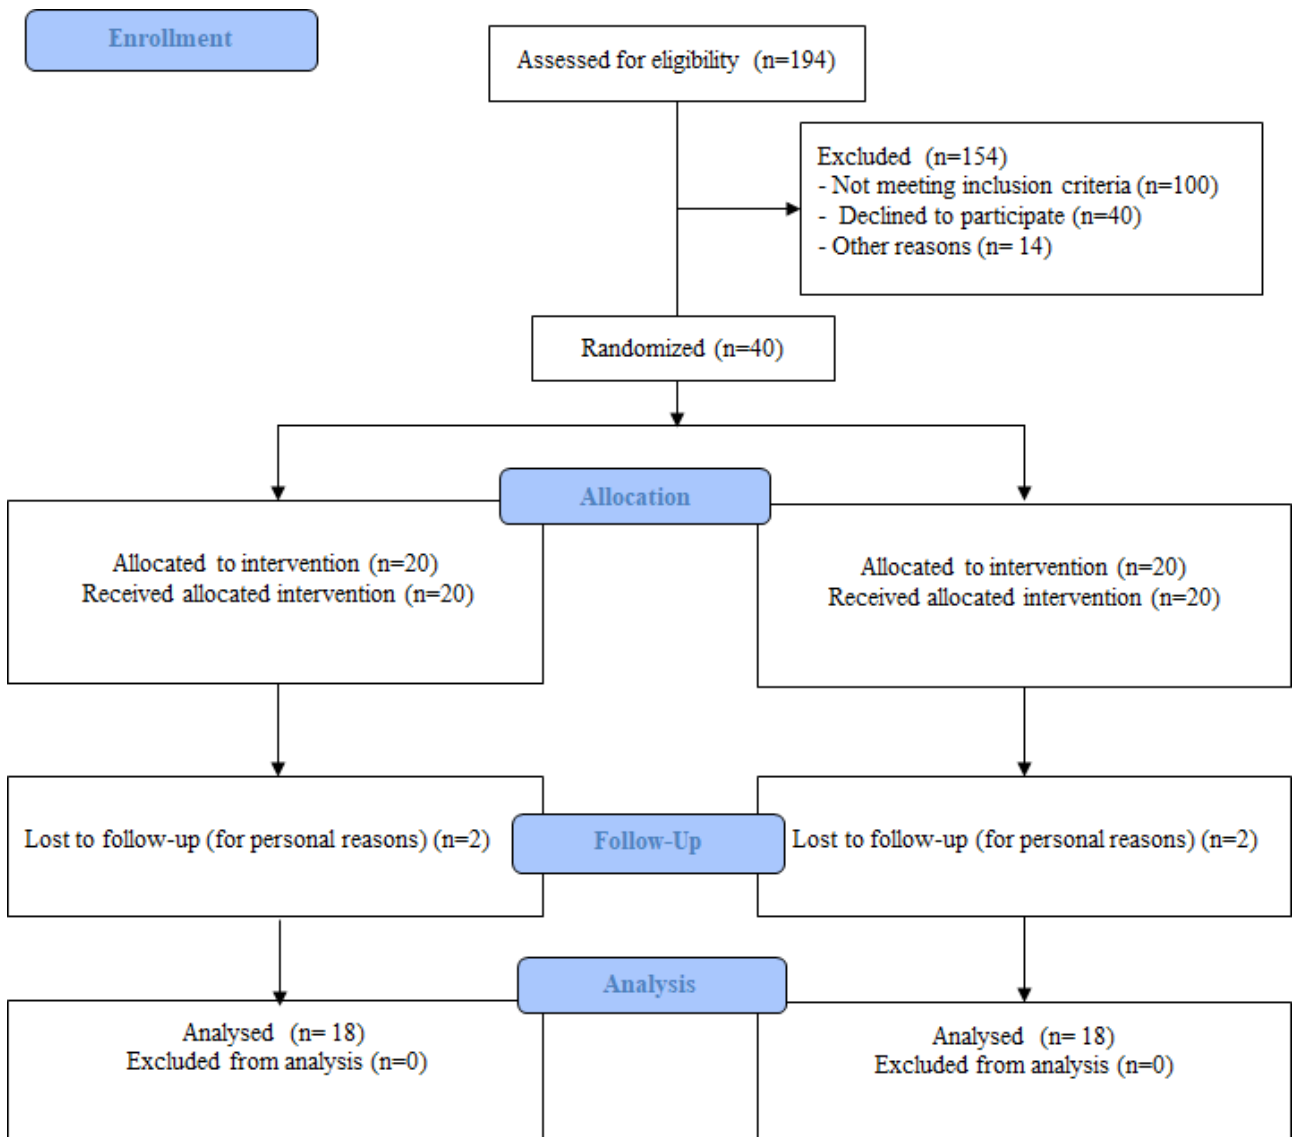 Enrollment
Assessed for eligibility (n=194)
Excluded (n=154)
- Not meeting inclusion criteria (n=100)
- Declined to participate (n=40)
- Other reasons (n= 14)
Randomized (n=40)
Allocation
Allocated to intervention (n=20)
Received allocated intervention (n=20)
Allocated to intervention (n=20)
Received allocated intervention (n=20)
Lost to follow-up (for personal reasons) (n=2)
Follow-Up
Lost to follow-up (for personal reasons) (n=2)
Analysis
Analysed (n= 18)
Excluded from analysis (n=0)
Analysed (n= 18)
Excluded from analysis (n=0)